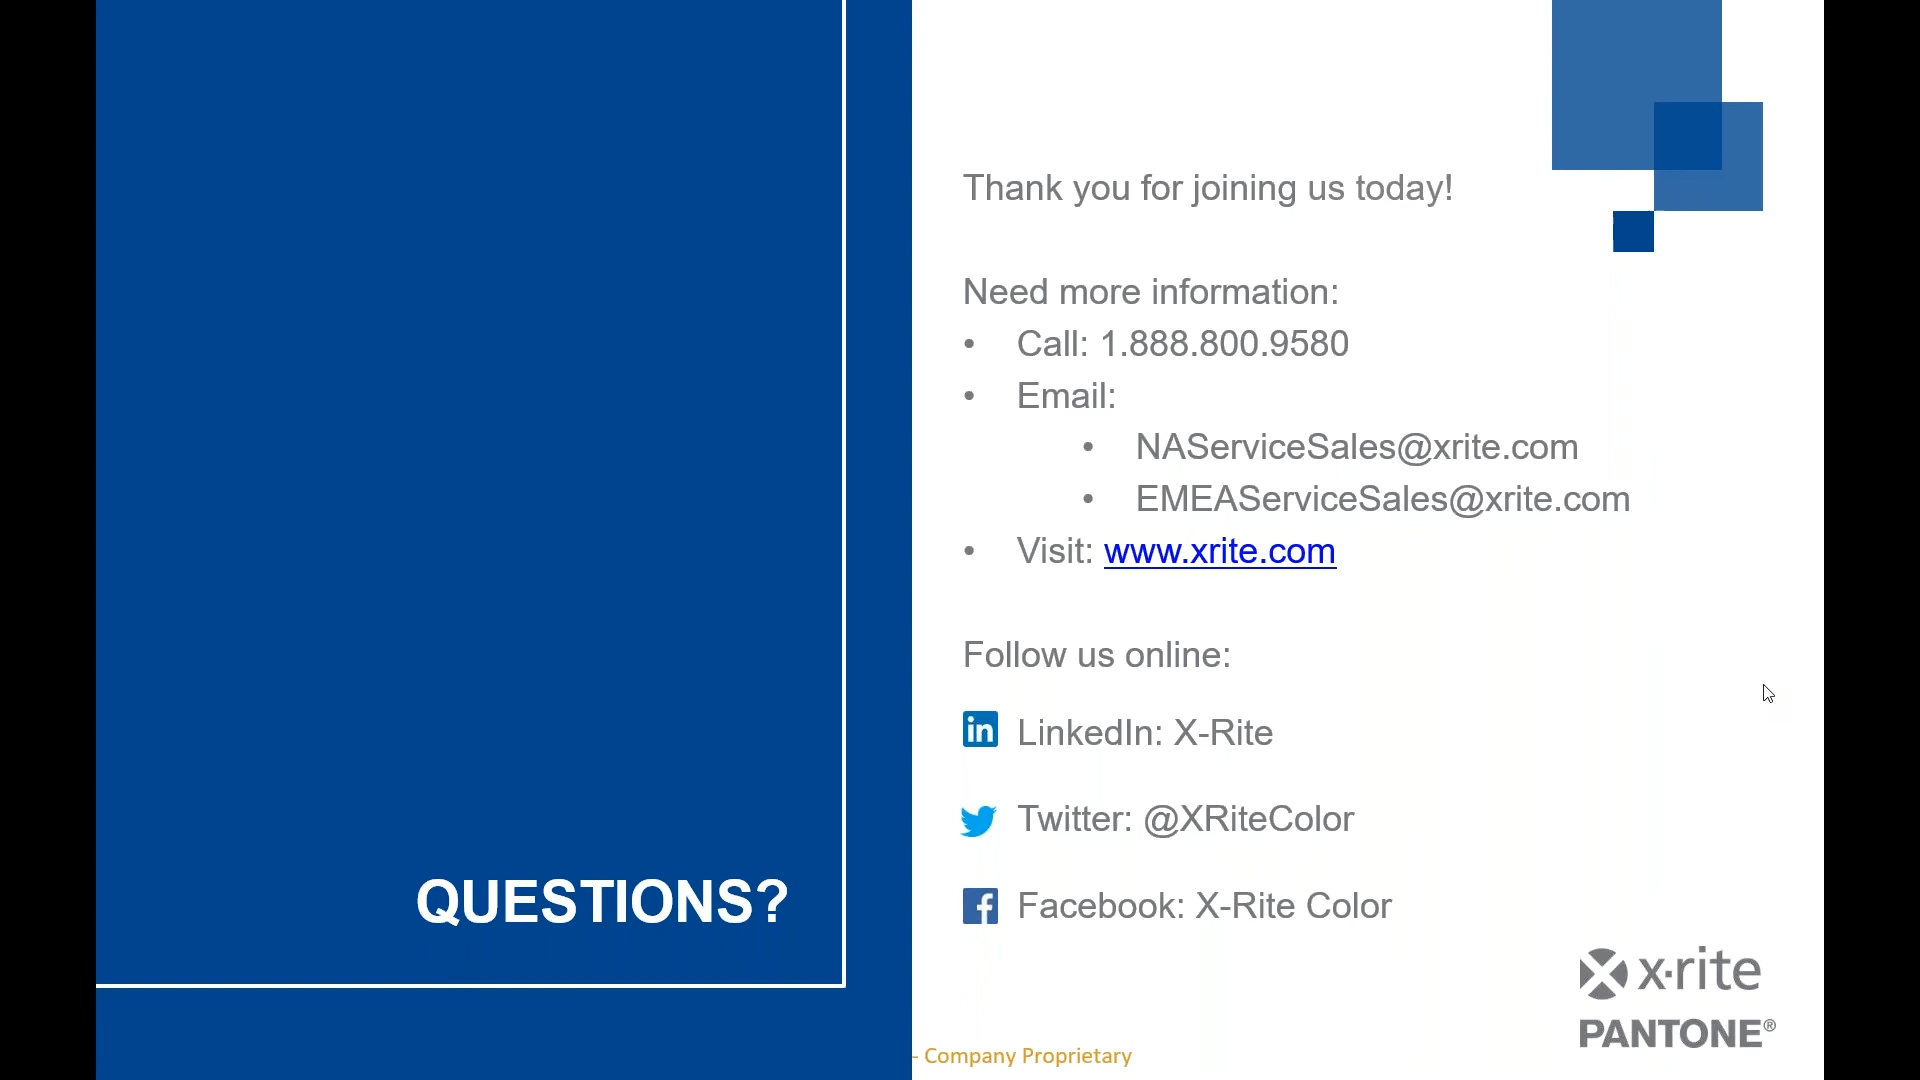 QUESTIONS?
Thank you for joining us today!
Need more information:
• Call: 1.888.800.9580
• Email:
• NAServiceSales@xrite.com
• EMEAServiceSales@xrite.com
• Visit: www.xrite.com
Follow us online:
in LinkedIn: X-Rite
Twitter: @XRiteColor
f Facebook: X-Rite Color
x·rite
PANTONE®
- Company Proprietary